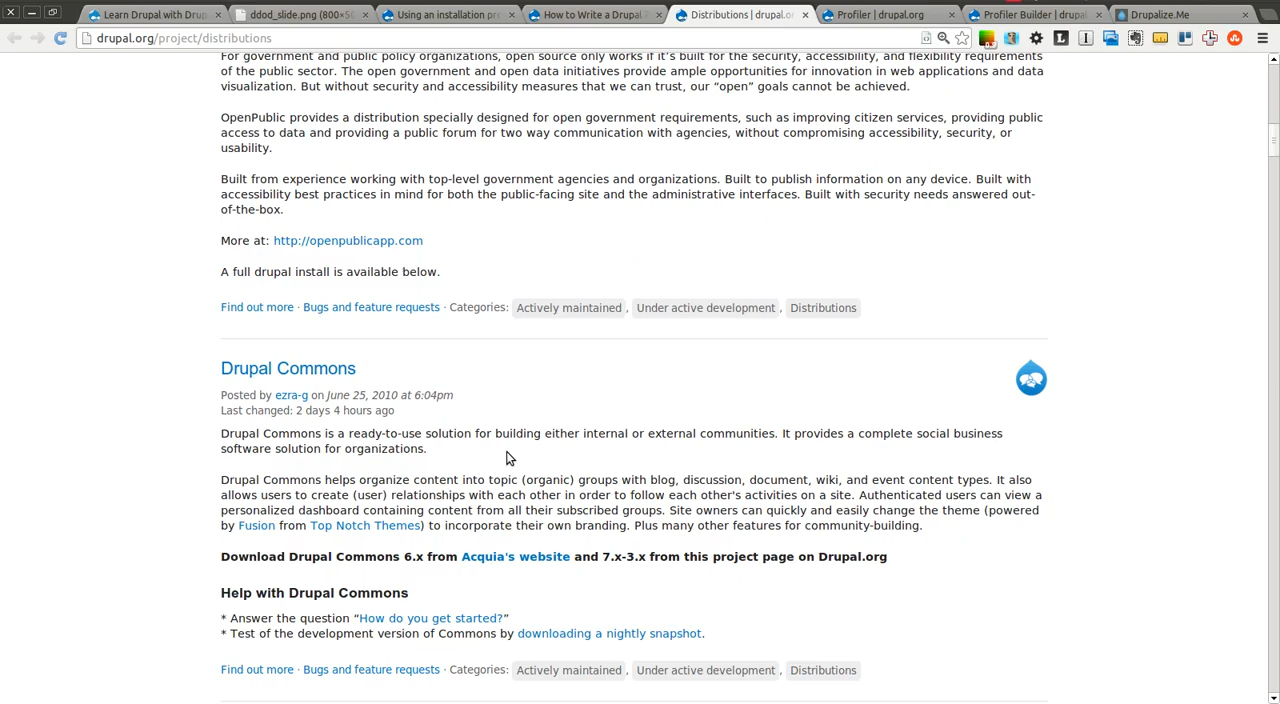 Learn Drupal with Drup
ddod_slide.png (800×50
Using an installation pro
How to Write a Drupal
Distributions | drupal.or
Profiler | drupal.org
Profiler Builder | drupal.
Drupalize.Me
drupal.org/project/distributions
For government and public policy organizations, open source only works if it's built for the security, accessibility, and flexibility requirements
of the public sector. The open government and open data initiatives provide ample opportunities for innovation in web applications and data
visualization. But without security and accessibility measures that we can trust, our “open” goals cannot be achieved.
OpenPublic provides a distribution specially designed for open government requirements, such as improving citizen services, providing public
access to data and providing a public forum for two way communication with agencies, without compromising accessibility, security, or
usability.
Built from experience working with top-level government agencies and organizations. Built to publish information on any device. Built with
accessibility best practices in mind for both the public-facing site and the administrative interfaces. Built with security needs answered out-
of-the-box.
More at: http://openpublicapp.com
A full drupal install is available below.
Find out more · Bugs and feature requests · Categories: Actively maintained , Under active development , Distributions
Drupal Commons
Posted by ezra-g on June 25, 2010 at 6:04pm
Last changed: 2 days 4 hours ago
Drupal Commons is a ready-to-use solution for building either internal or external communities. It provides a complete social business
software solution for organizations.
Drupal Commons helps organize content into topic (organic) groups with blog, discussion, document, wiki, and event content types. It also
allows users to create (user) relationships with each other in order to follow each other's activities on a site. Authenticated users can view a
personalized dashboard containing content from all their subscribed groups. Site owners can quickly and easily change the theme (powered
by Fusion from Top Notch Themes) to incorporate their own branding. Plus many other features for community-building.
Download Drupal Commons 6.x from Acquia's website and 7.x-3.x from this project page on Drupal.org
Help with Drupal Commons
* Answer the question “How do you get started?”
* Test of the development version of Commons by downloading a nightly snapshot.
Find out more · Bugs and feature requests · Categories: Actively maintained , Under active development , Distributions